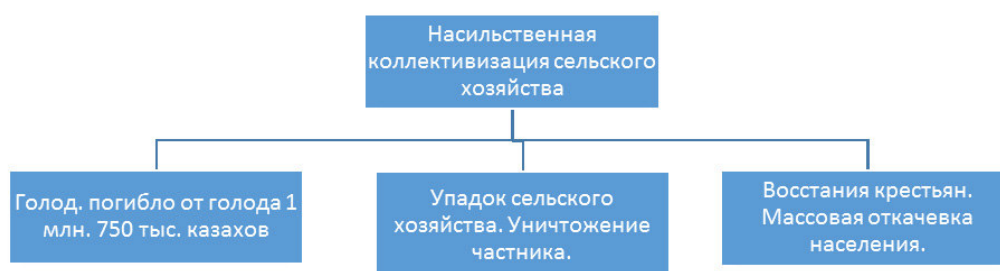 Насильственная
коллективизация сельского
хозяйства
Голод. погибло от голода 1
млн. 750 тыс. казахов
Упадок сельского
хозяйства. Уничтожение
частника.
Восстания крестьян.
Массовая откачевка
населения.